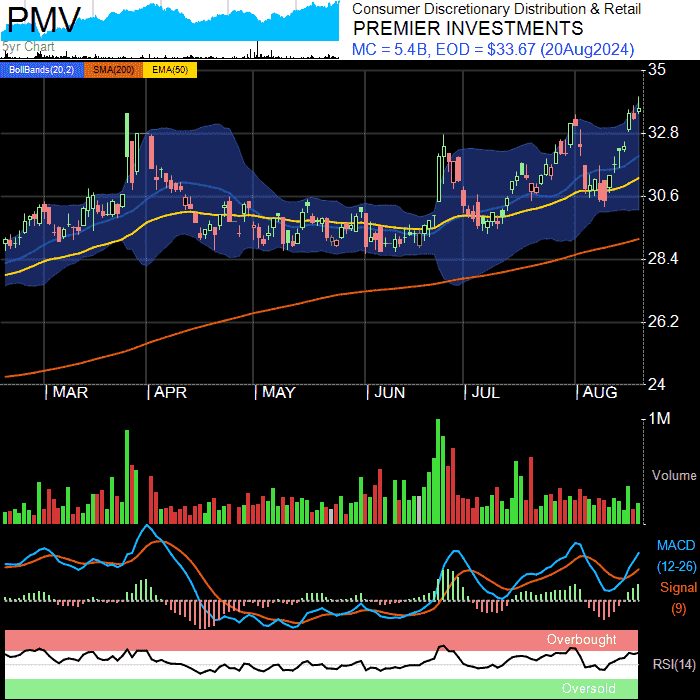 PMV
5yr Chart
Consumer Discretionary Distribution & Retail
PREMIER INVESTMENTS
MC = 5.4B, EOD = $33.67 (20Aug2024)
BollBands(20,2) SMA(200) EMA(50)
35
32.8
30.6
28.4
26.2
24
MAR APR MAY JUN JUL AUG
1M
Volume
MACD
(12-26)
Signal
(9)
Overbought
RSI(14)
Oversold